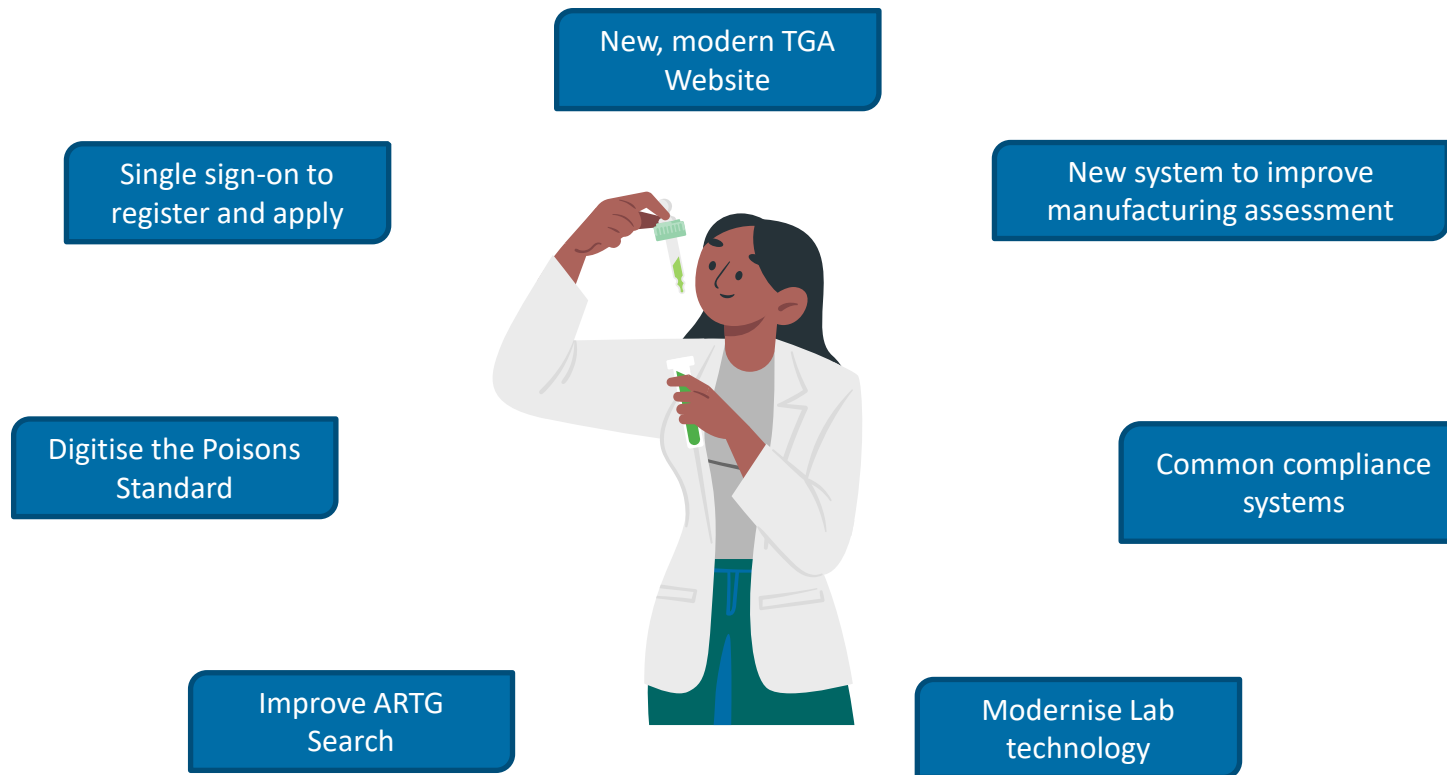 New, modern TGA
Website
Single sign-on to
register and apply
New system to improve
manufacturing assessment
Digitise the Poisons
Standard
Common compliance
systems
Improve ARTG
Search
Modernise Lab
technology